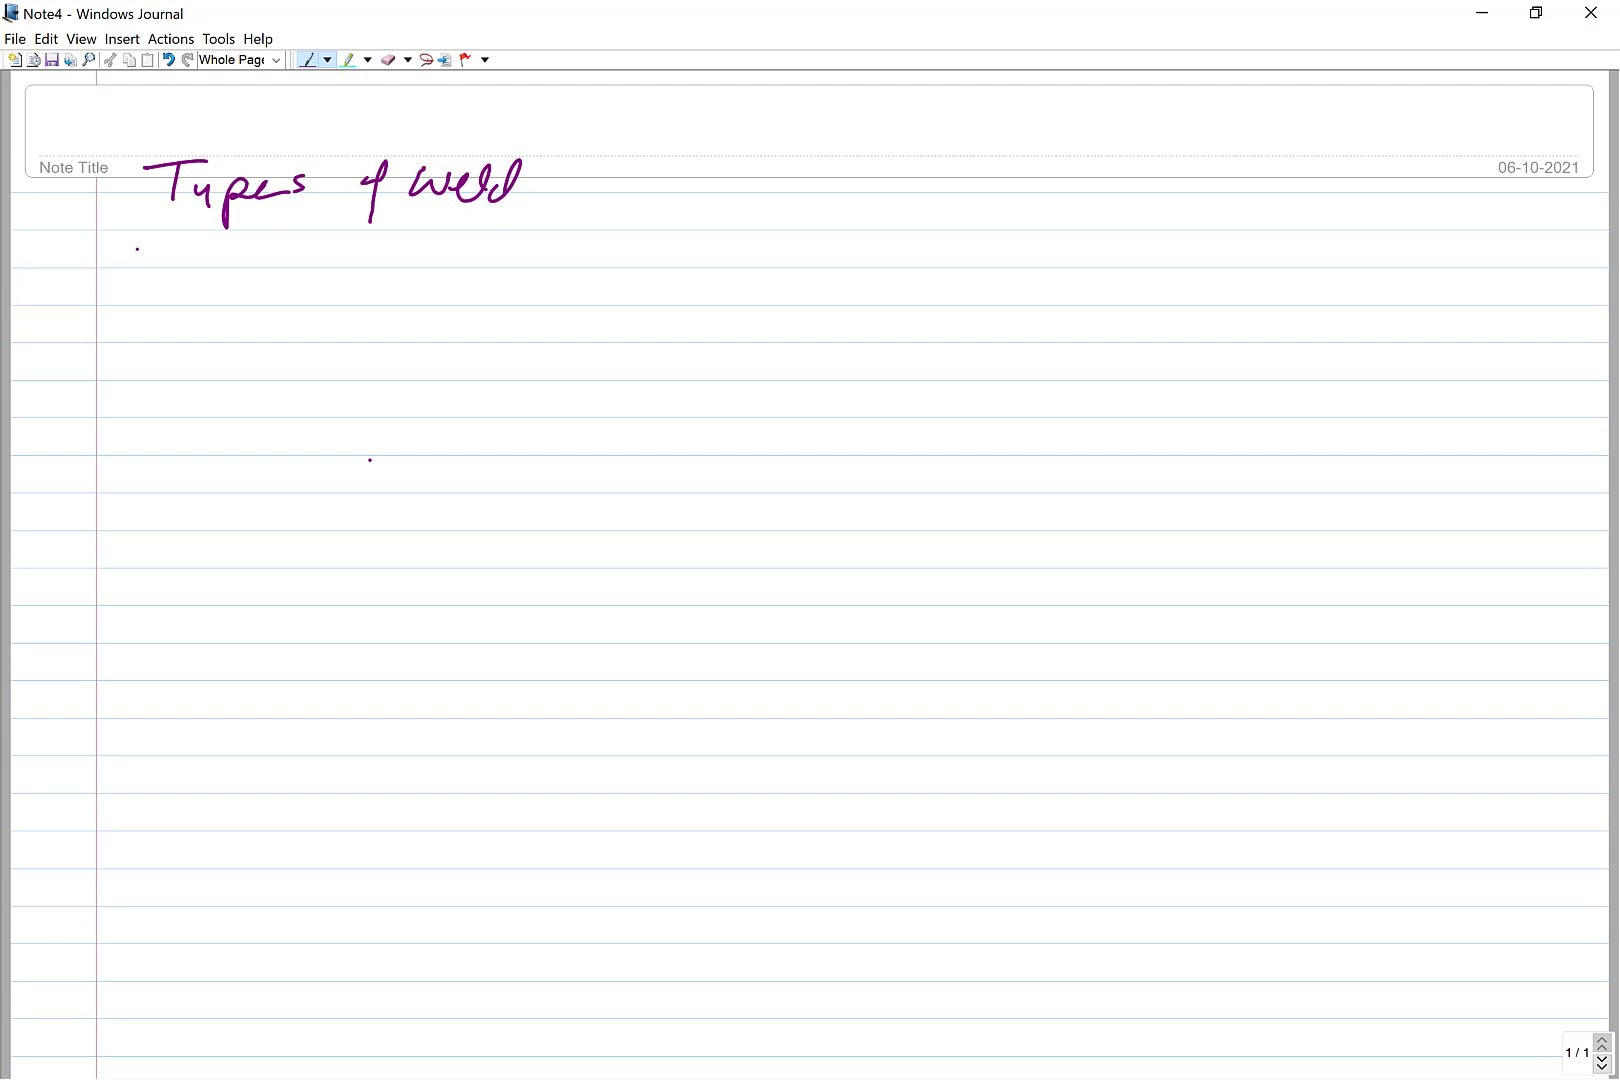 Note4 - Windows Journal
File Edit View Insert Actions Tools Help
Whole Page
Note Title
06-10-2021
Types of Weld
1 / 1